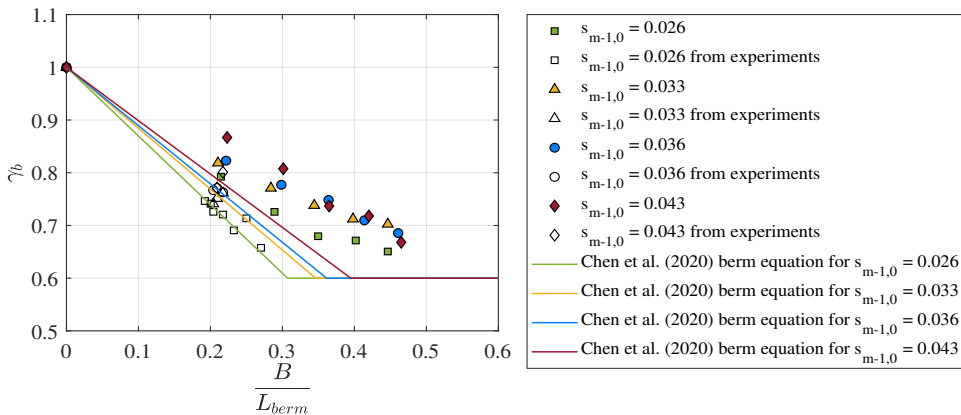 1.1
1
0.9
0.8
0.7
0.6
0.5
γb
0
0.1
0.2
0.3
0.4
0.5
0.6
B
Lberm
sm-1,0 = 0.026
sm-1,0 = 0.026 from experiments
sm-1,0 = 0.033
sm-1,0 = 0.033 from experiments
sm-1,0 = 0.036
sm-1,0 = 0.036 from experiments
sm-1,0 = 0.043
sm-1,0 = 0.043 from experiments
Chen et al. (2020) berm equation for sm-1,0 = 0.026
Chen et al. (2020) berm equation for sm-1,0 = 0.033
Chen et al. (2020) berm equation for sm-1,0 = 0.036
Chen et al. (2020) berm equation for sm-1,0 = 0.043